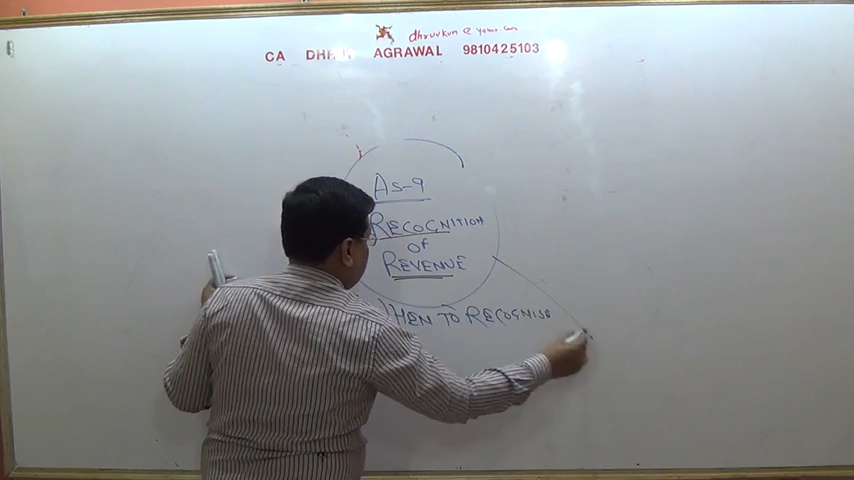 dhruvkum@yahoo.com
CA DHRUV AGRAWAL 9810425103
AS-9
RECOGNITION
OF
REVENUE
WHEN TO RECOGNISE